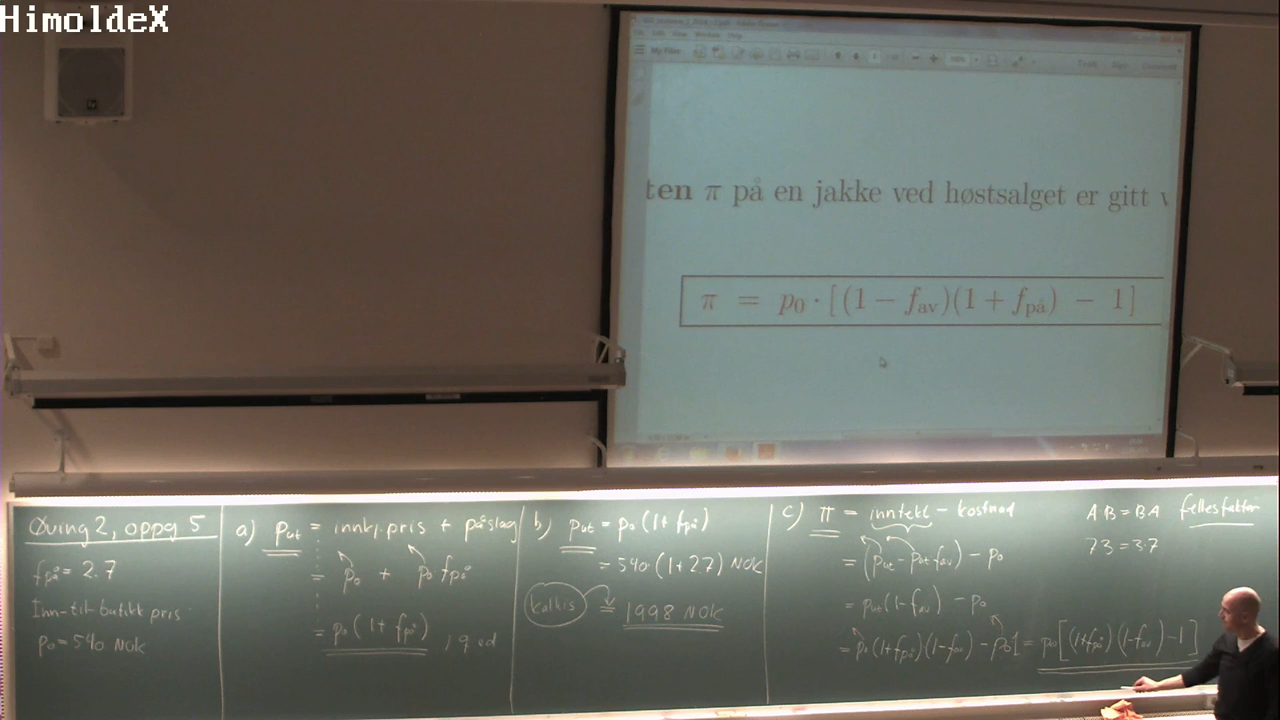 HimoldeX
ten π på en jakke ved høstsalget er gitt v
π = p₀ · [(1 − f_av)(1 + f_på) − 1]
Øving 2, oppg 5
f_på = 2.7
Inn-til-butikk pris
p₀ = 540 NOK
a) p_ut = innkj.pris + påslag
= p₀ + p₀ f_på
= p₀ (1 + f_på) , qed
b) p_ut = p₀ (1 + f_på)
= 540 · (1 + 2.7) NOK
kalkis = 1998 NOK
c) π = inntekt − kostnad
= (p_ut − p_ut f_av) − p₀
= p_ut (1 − f_av) − p₀
= p₀ (1 + f_på)(1 − f_av) − p₀ 1 = p₀ [(1 + f_på)(1 − f_av) − 1]
AB = BA fellesfaktor
7·3 = 3·7